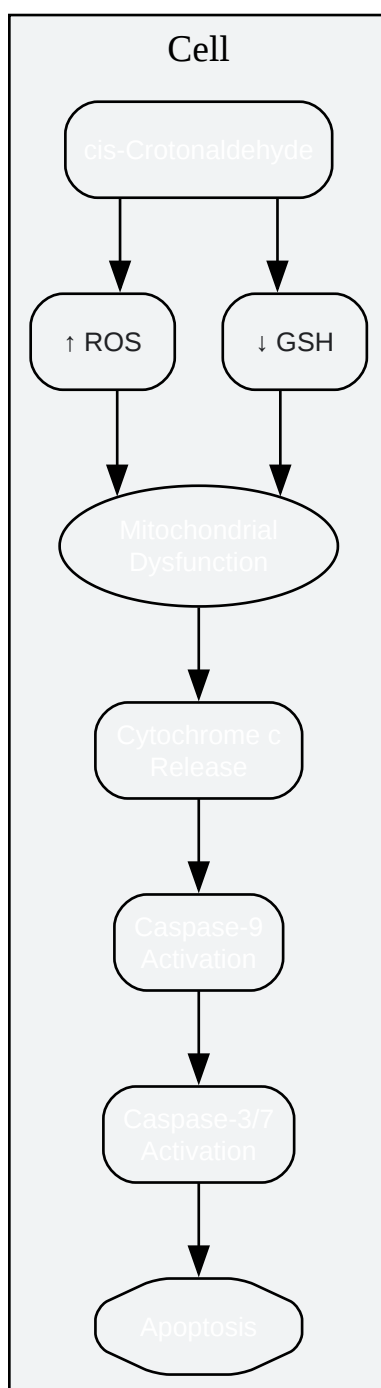 Cell
cis-Crotonaldehyde
↑ ROS
↓ GSH
Mitochondrial
Dysfunction
Cytochrome c
Release
Caspase-9
Activation
Caspase-3/7
Activation
Apoptosis